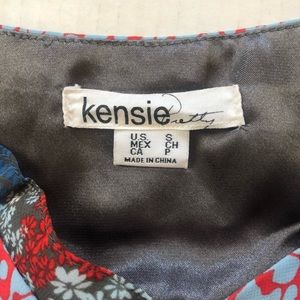 kensie Pretty
U.S. S
MEX CH
CA P
MADE IN CHINA